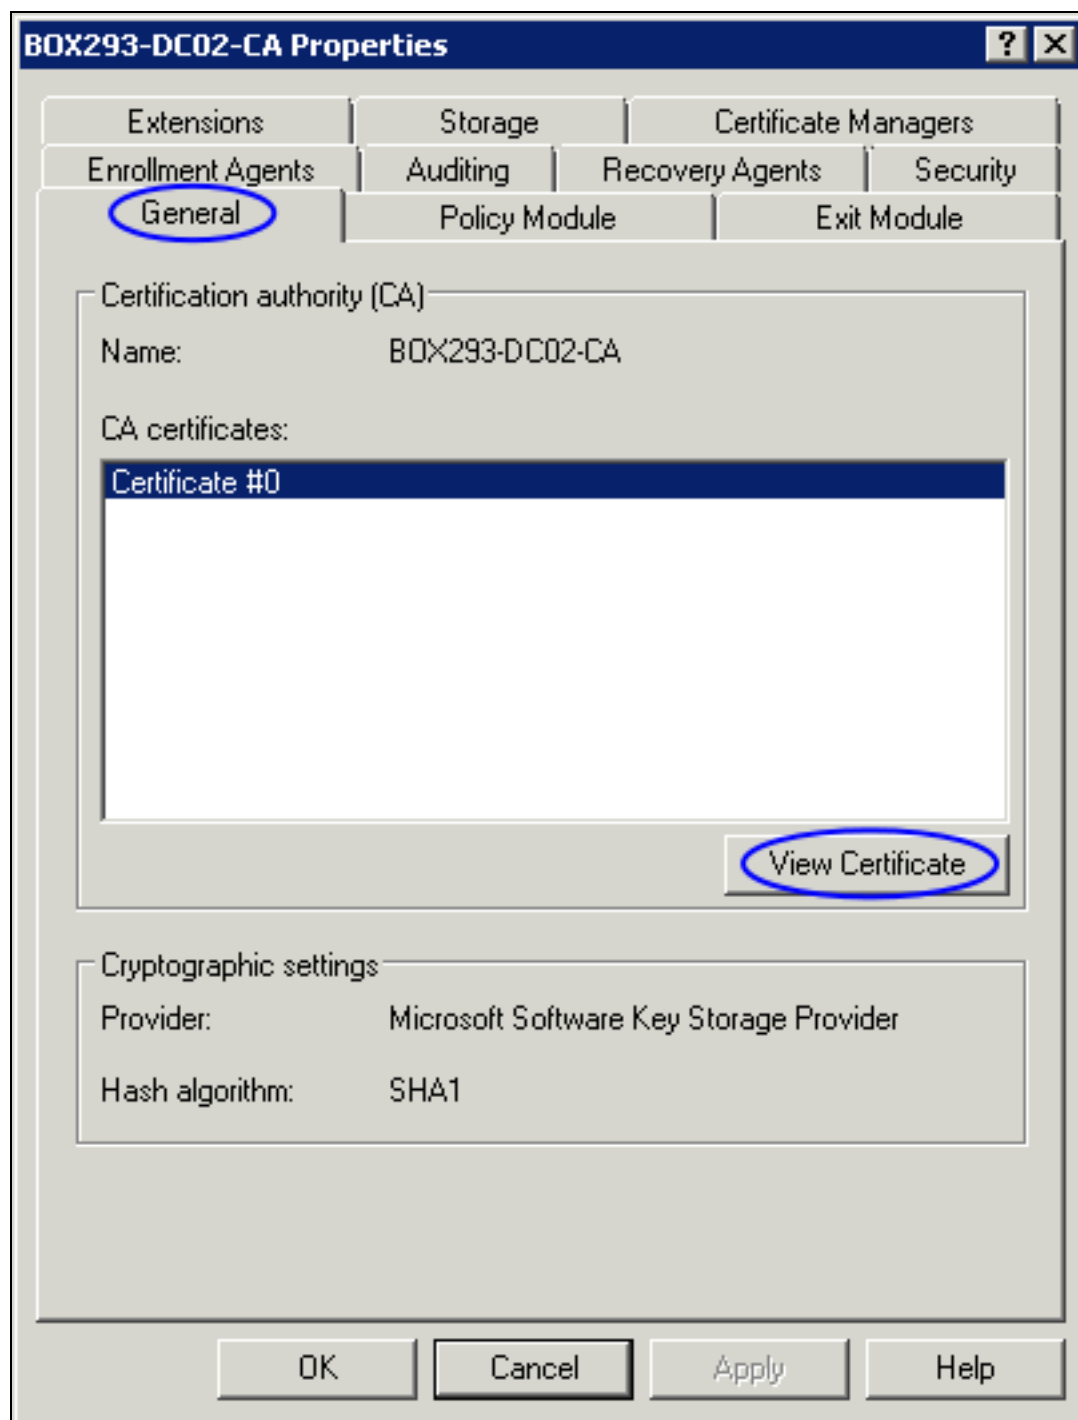 BOX293-DC02-CA Properties
Extensions Storage Certificate Managers
Enrollment Agents Auditing Recovery Agents Security
General Policy Module Exit Module
Certification authority (CA)
Name: BOX293-DC02-CA
CA certificates:
Certificate #0
View Certificate
Cryptographic settings
Provider: Microsoft Software Key Storage Provider
Hash algorithm: SHA1
OK Cancel Apply Help